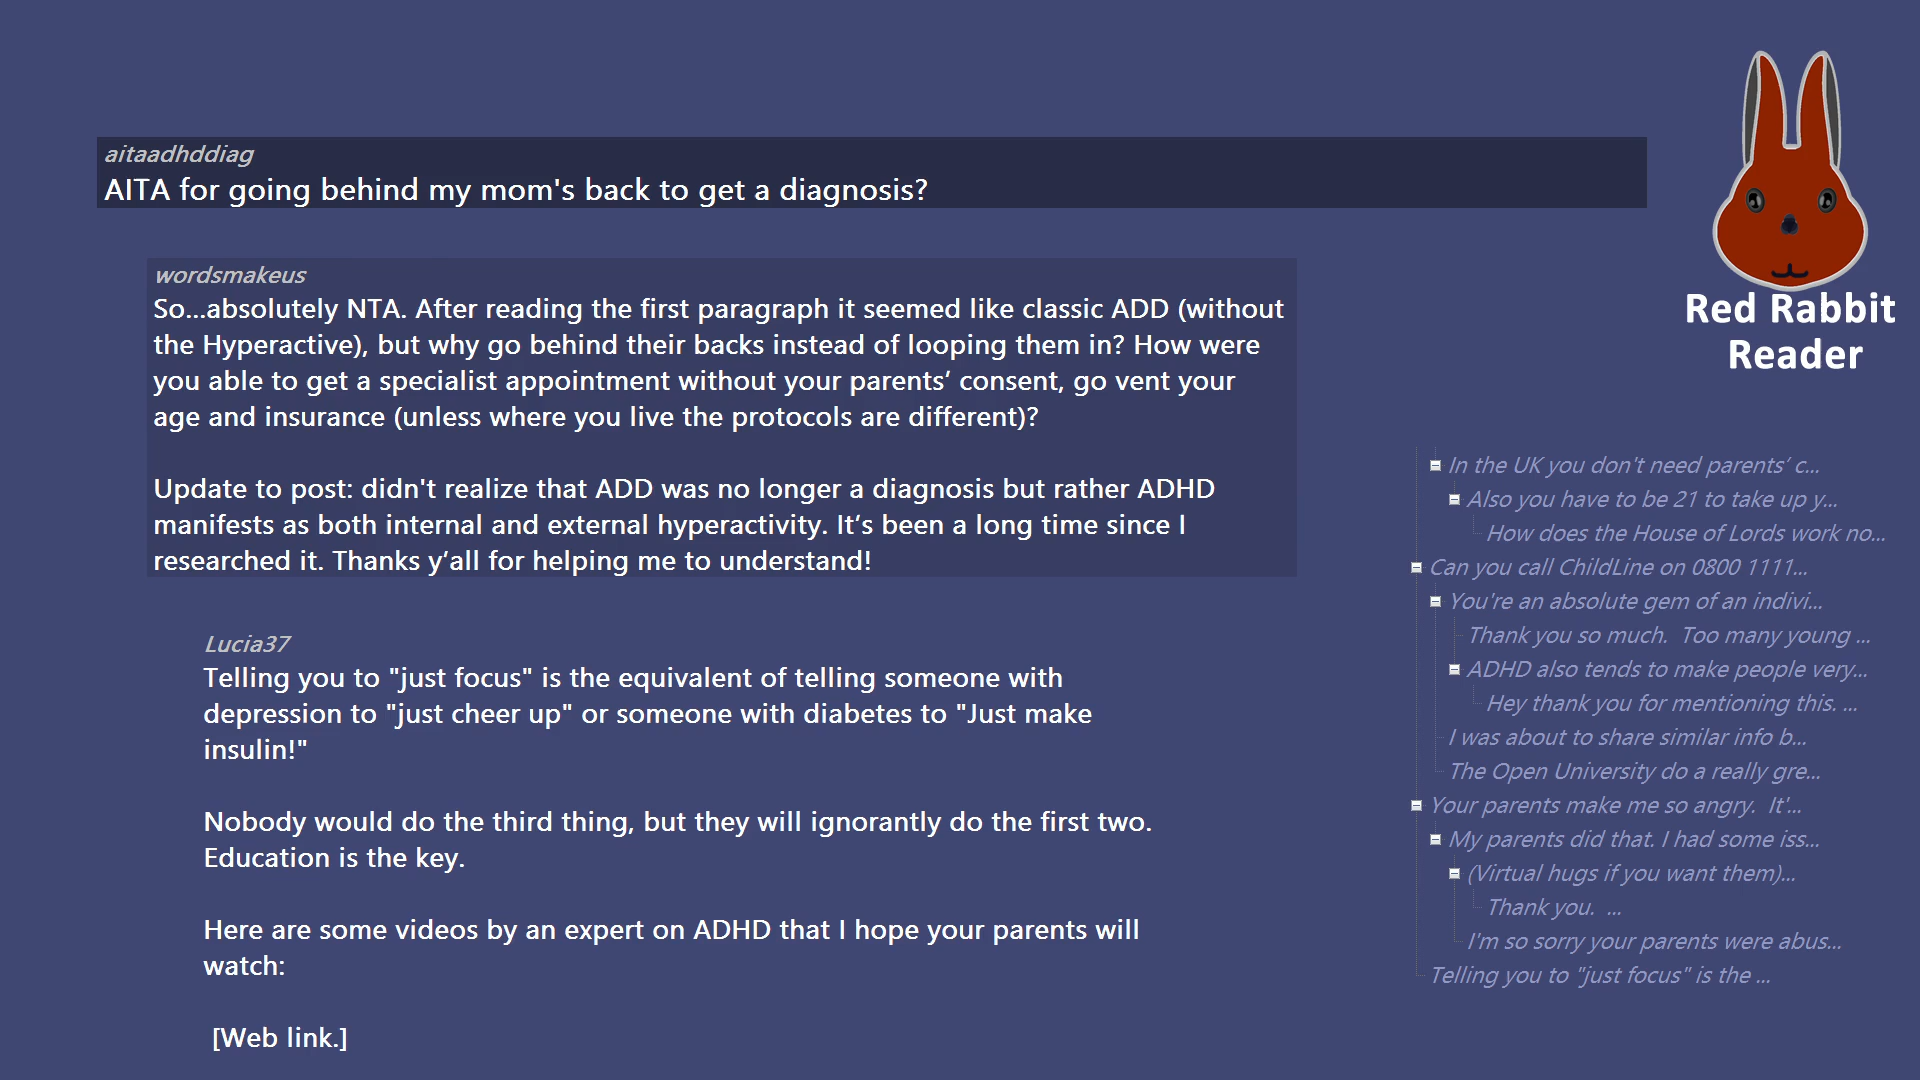 aitaadhddiag
AITA for going behind my mom's back to get a diagnosis?
wordsmakeus
So...absolutely NTA. After reading the first paragraph it seemed like classic ADD (without
the Hyperactive), but why go behind their backs instead of looping them in? How were
you able to get a specialist appointment without your parents’ consent, go vent your
age and insurance (unless where you live the protocols are different)?
Update to post: didn't realize that ADD was no longer a diagnosis but rather ADHD
manifests as both internal and external hyperactivity. It’s been a long time since I
researched it. Thanks y’all for helping me to understand!
Lucia37
Telling you to "just focus" is the equivalent of telling someone with
depression to "just cheer up" or someone with diabetes to "Just make
insulin!"
Nobody would do the third thing, but they will ignorantly do the first two.
Education is the key.
Here are some videos by an expert on ADHD that I hope your parents will
watch:
[Web link.]
Red Rabbit
Reader
In the UK you don't need parents’ c...
Also you have to be 21 to take up y...
How does the House of Lords work no...
Can you call ChildLine on 0800 1111...
You're an absolute gem of an indivi...
Thank you so much.  Too many young ...
ADHD also tends to make people very...
Hey thank you for mentioning this. ...
I was about to share similar info b...
The Open University do a really gre...
Your parents make me so angry.  It'...
My parents did that. I had some iss...
(Virtual hugs if you want them)...
Thank you.  ...
I'm so sorry your parents were abus...
Telling you to "just focus" is the ...